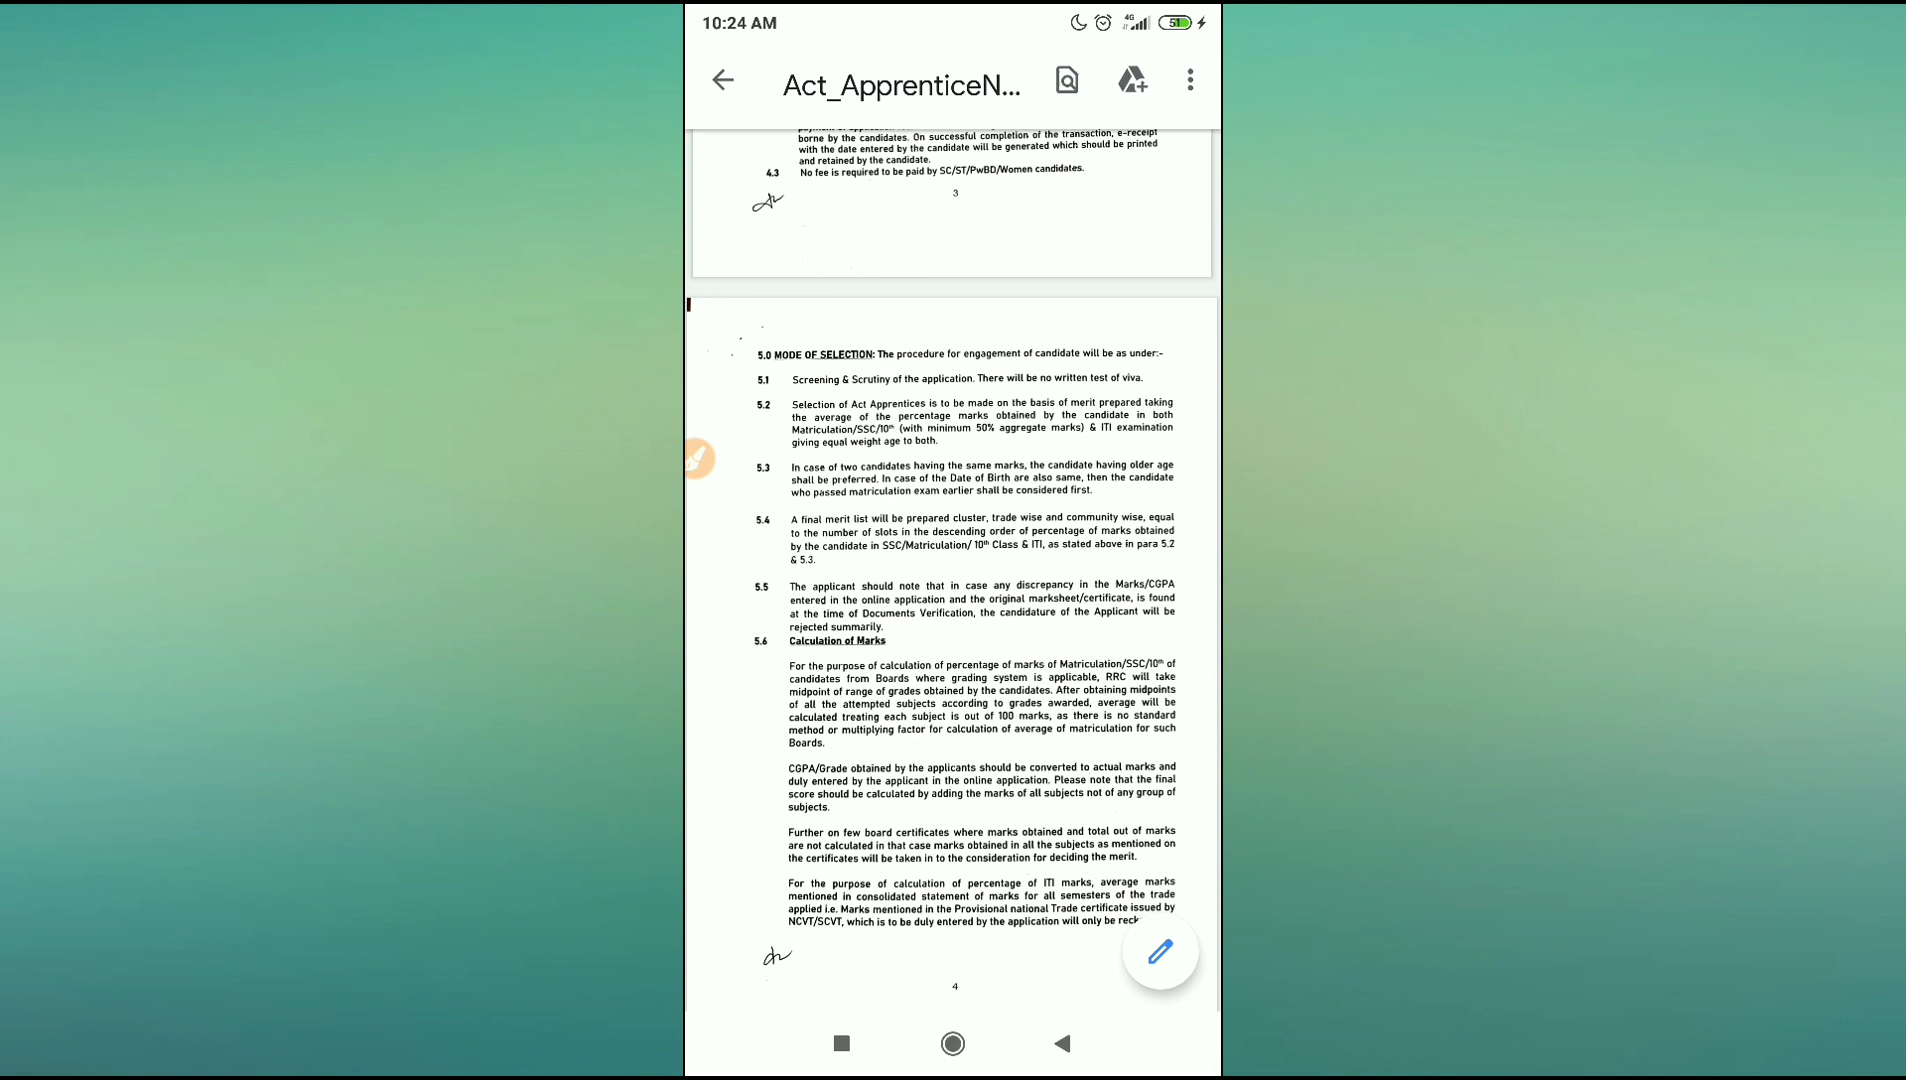 10:24 AM
4G
51
Act_ApprenticeN...
borne by the candidates. On successful completion of the transaction, e-receipt
with the date entered by the candidate will be generated which should be printed
and retained by the candidate.
4.3 No fee is required to be paid by SC/ST/PwBD/Women candidates.
3
5.0 MODE OF SELECTION: The procedure for engagement of candidate will be as under:-
5.1 Screening & Scrutiny of the application. There will be no written test of viva.
5.2 Selection of Act Apprentices is to be made on the basis of merit prepared taking
the average of the percentage marks obtained by the candidate in both
Matriculation/SSC/10th (with minimum 50% aggregate marks) & ITI examination
giving equal weight age to both.
5.3 In case of two candidates having the same marks, the candidate having older age
shall be preferred. In case of the Date of Birth are also same, then the candidate
who passed matriculation exam earlier shall be considered first.
5.4 A final merit list will be prepared cluster, trade wise and community wise, equal
to the number of slots in the descending order of percentage of marks obtained
by the candidate in SSC/Matriculation/ 10th Class & ITI, as stated above in para 5.2
& 5.3.
5.5 The applicant should note that in case any discrepancy in the Marks/CGPA
entered in the online application and the original marksheet/certificate, is found
at the time of Documents Verification, the candidature of the Applicant will be
rejected summarily.
5.6 Calculation of Marks
For the purpose of calculation of percentage of marks of Matriculation/SSC/10th of
candidates from Boards where grading system is applicable, RRC will take
midpoint of range of grades obtained by the candidates. After obtaining midpoints
of all the attempted subjects according to grades awarded, average will be
calculated treating each subject is out of 100 marks, as there is no standard
method or multiplying factor for calculation of average of matriculation for such
Boards.
CGPA/Grade obtained by the applicants should be converted to actual marks and
duly entered by the applicant in the online application. Please note that the final
score should be calculated by adding the marks of all subjects not of any group of
subjects.
Further on few board certificates where marks obtained and total out of marks
are not calculated in that case marks obtained in all the subjects as mentioned on
the certificates will be taken in to the consideration for deciding the merit.
For the purpose of calculation of percentage of ITI marks, average marks
mentioned in consolidated statement of marks for all semesters of the trade
applied i.e. Marks mentioned in the Provisional national Trade certificate issued by
NCVT/SCVT, which is to be duly entered by the application will only be
4